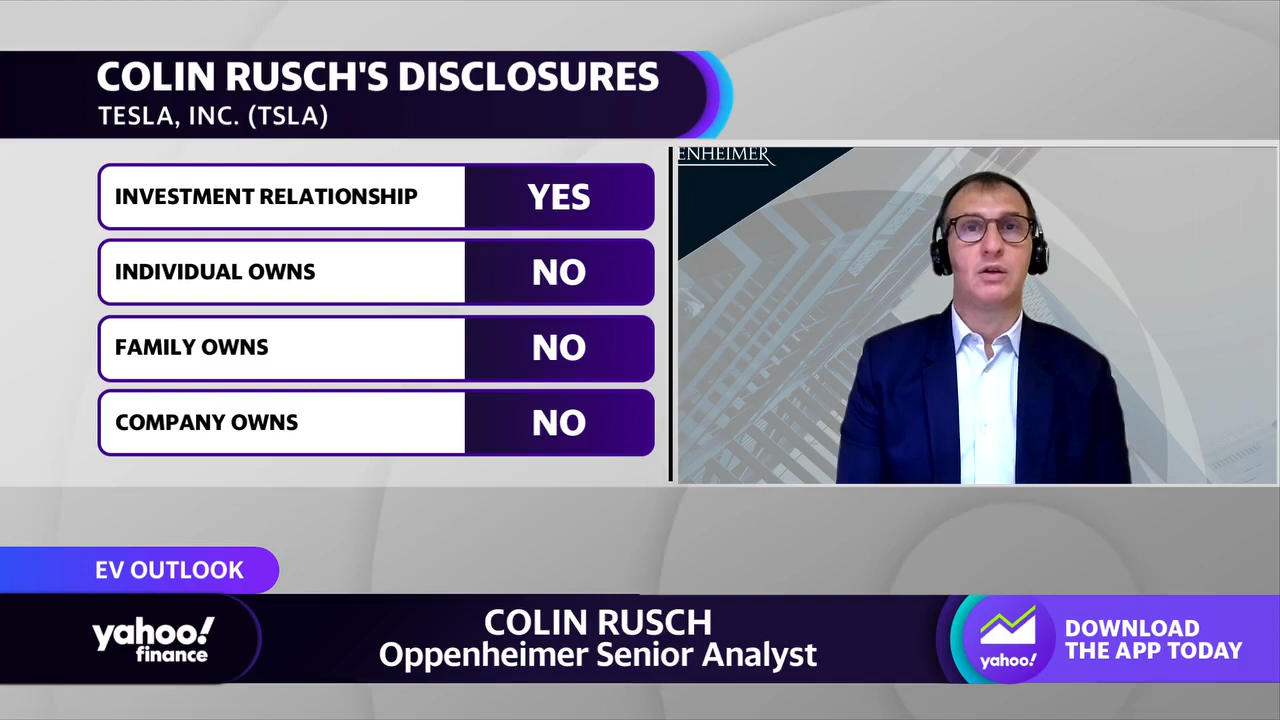 COLIN RUSCH'S DISCLOSURES
TESLA, INC. (TSLA)
INVESTMENT RELATIONSHIP YES
INDIVIDUAL OWNS NO
FAMILY OWNS NO
COMPANY OWNS NO
ENHEIMER
EV OUTLOOK
yahoo!
finance
COLIN RUSCH
Oppenheimer Senior Analyst
yahoo!
DOWNLOAD
THE APP TODAY